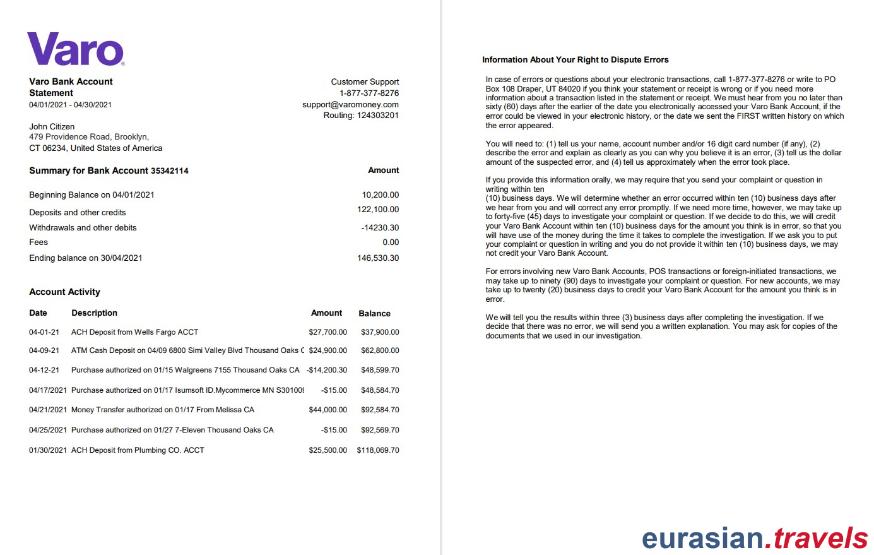 Varo
Varo Bank Account
Statement
04/01/2021 - 04/30/2021
Customer Support
1-877-377-8276
support@varomoney.com
Routing: 124303201
John Citizen
479 Providence Road, Brooklyn,
CT 06234, United States of America
Summary for Bank Account 35342114 Amount
Beginning Balance on 04/01/2021 10,200.00
Deposits and other credits 122,100.00
Withdrawals and other debits -14230.30
Fees 0.00
Ending balance on 30/04/2021 146,530.30
Account Activity
Date Description Amount Balance
04-01-21 ACH Deposit from Wells Fargo ACCT $27,700.00 $37,900.00
04-09-21 ATM Cash Deposit on 04/09 6800 Simi Valley Blvd Thousand Oaks C $24,900.00 $62,800.00
04-12-21 Purchase authorized on 01/15 Walgreens 7155 Thousand Oaks CA -$14,200.30 $48,599.70
04/17/2021 Purchase authorized on 01/17 Isumsoft ID.Mycommerce MN S30100 -$15.00 $48,584.70
04/21/2021 Money Transfer authorized on 01/17 From Melissa CA $44,000.00 $92,584.70
04/25/2021 Purchase authorized on 01/27 7-Eleven Thousand Oaks CA -$15.00 $92,569.70
01/30/2021 ACH Deposit from Plumbing CO. ACCT $25,500.00 $118,069.70
Information About Your Right to Dispute Errors
In case of errors or questions about your electronic transactions, call 1-877-377-8276 or write to PO
Box 108 Draper, UT 84020 if you think your statement or receipt is wrong or if you need more
information about a transaction listed in the statement or receipt. We must hear from you no later than
sixty (60) days after the earlier of the date you electronically accessed your Varo Bank Account, if the
error could be viewed in your electronic history, or the date we sent the FIRST written history on which
the error appeared.
You will need to: (1) tell us your name, account number and/or 16 digit card number (if any), (2)
describe the error and explain as clearly as you can why you believe it is an error, (3) tell us the dollar
amount of the suspected error, and (4) tell us approximately when the error took place.
If you provide this information orally, we may require that you send your complaint or question in
writing within ten
(10) business days. We will determine whether an error occurred within ten (10) business days after
we hear from you and will correct any error promptly. If we need more time, however, we may take up
to forty-five (45) days to investigate your complaint or question. If we decide to do this, we will credit
your Varo Bank Account within ten (10) business days for the amount you think is in error, so that you
will have use of the money during the time it takes to complete the investigation. If we ask you to put
your complaint or question in writing and you do not provide it within ten (10) business days, we may
not credit your Varo Bank Account.
For errors involving new Varo Bank Accounts, POS transactions or foreign-initiated transactions, we
may take up to ninety (90) days to investigate your complaint or question. For new accounts, we may
take up to twenty (20) business days to credit your Varo Bank Account for the amount you think is in
error.
We will tell you the results within three (3) business days after completing the investigation. If we
decide that there was no error, we will send you a written explanation. You may ask for copies of the
documents that we used in our investigation.
eurasian.travels